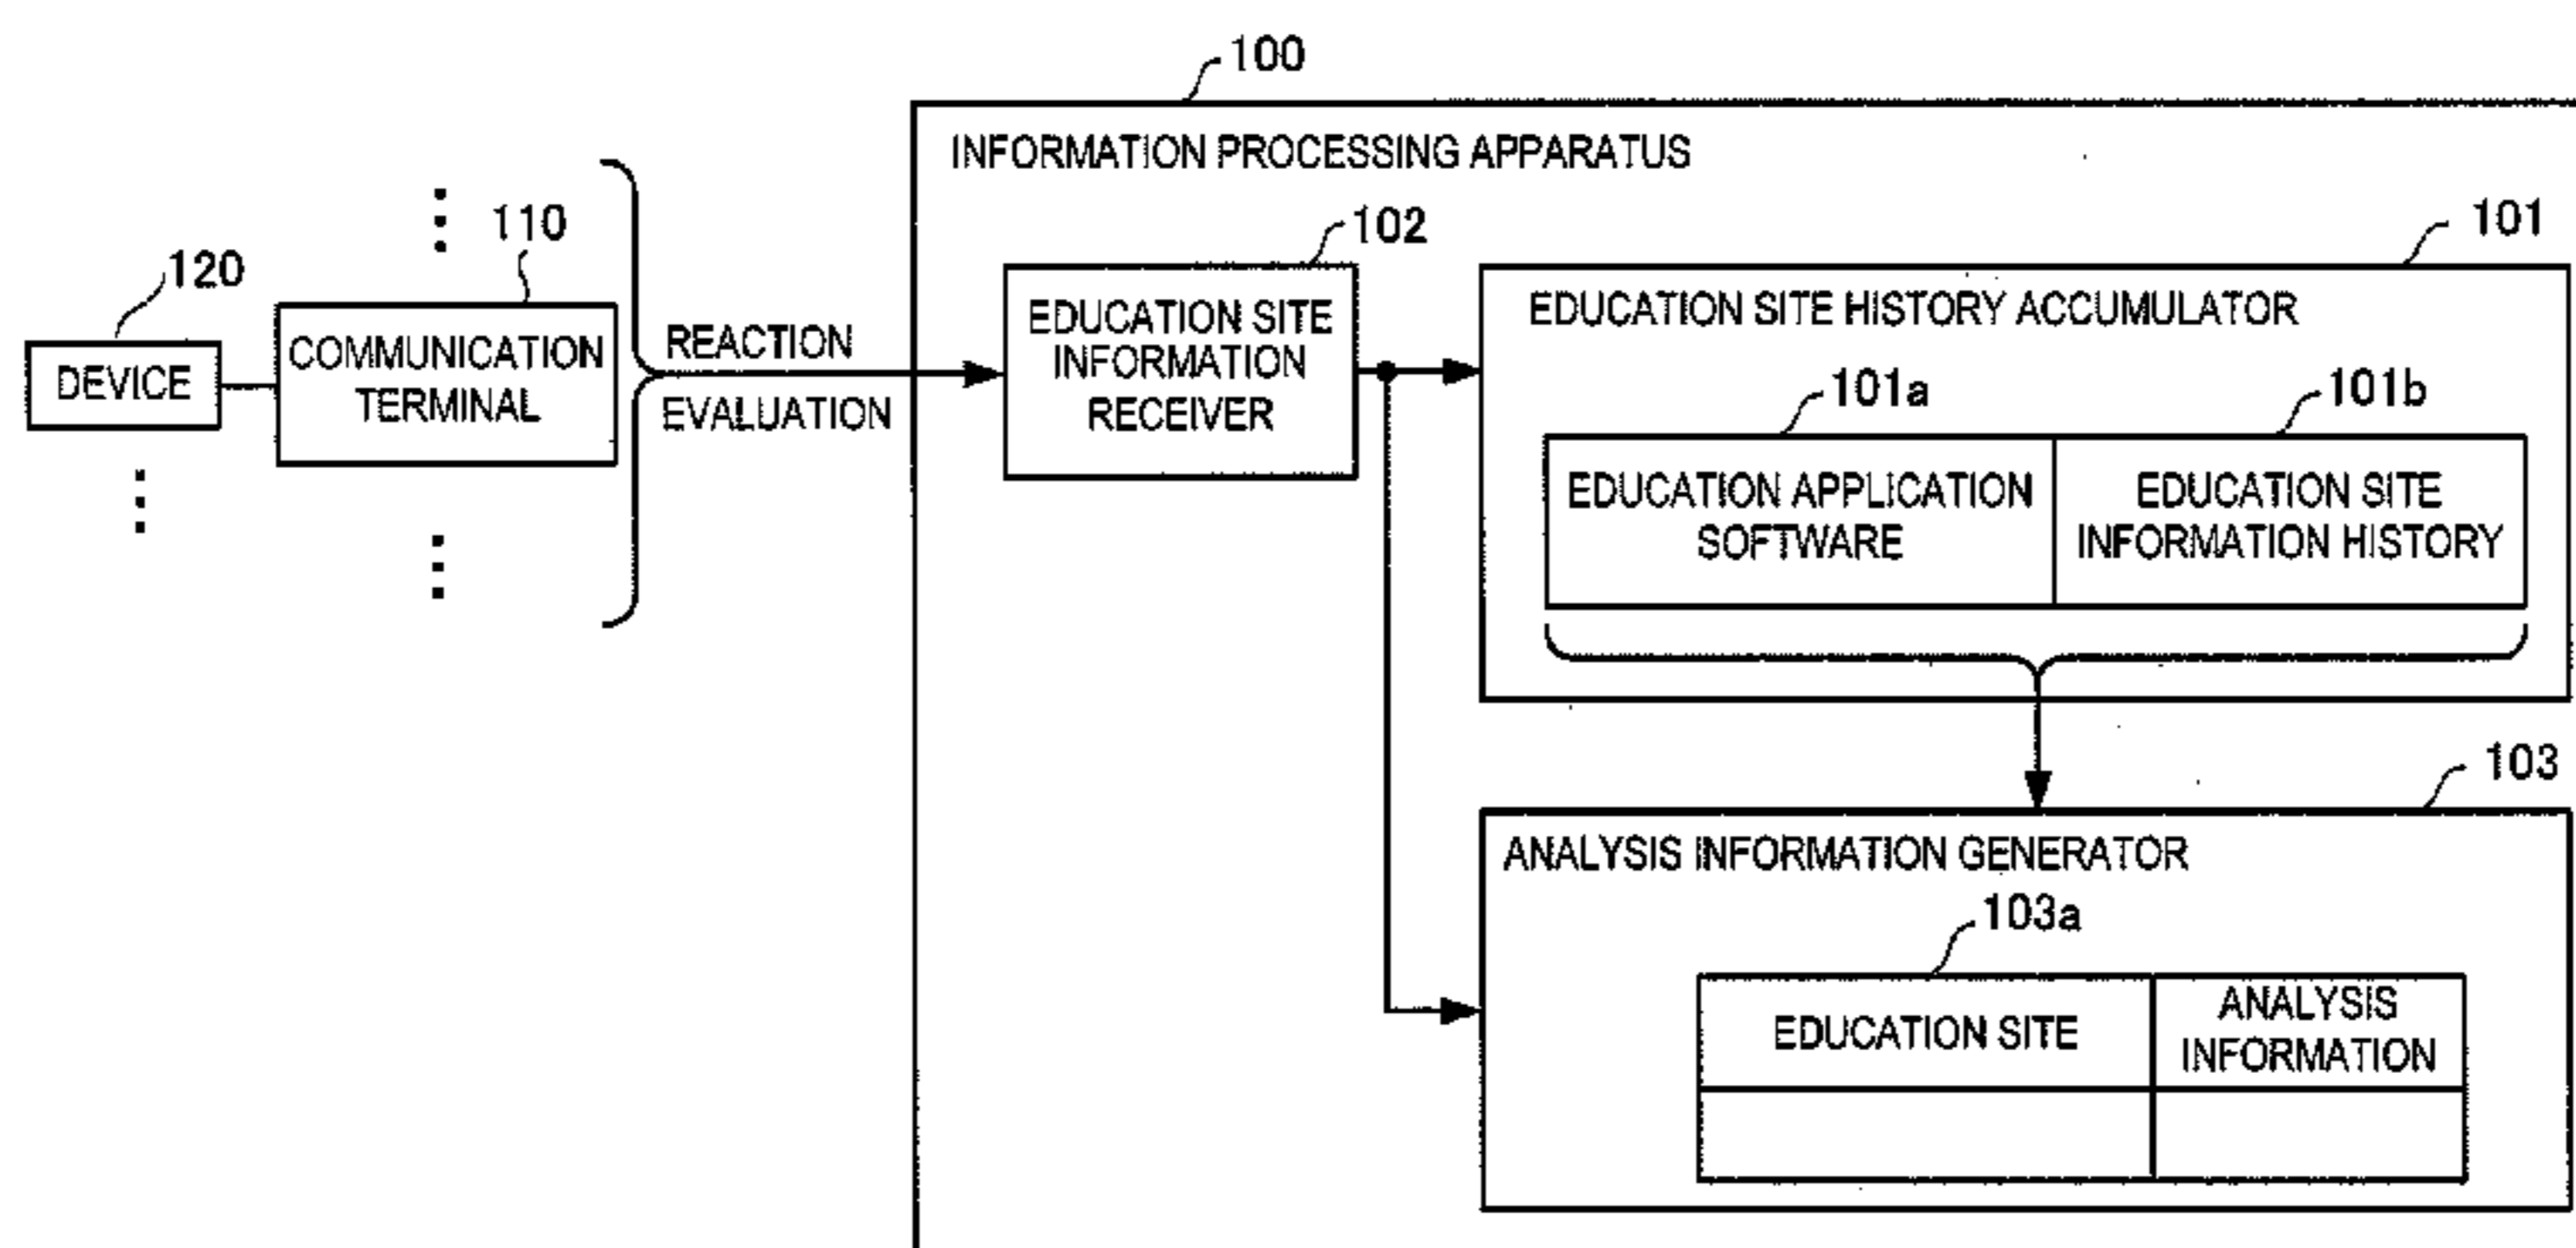 100
INFORMATION PROCESSING APPARATUS
120
DEVICE
110
COMMUNICATION
TERMINAL
REACTION
EVALUATION
102
EDUCATION SITE
INFORMATION
RECEIVER
101
EDUCATION SITE HISTORY ACCUMULATOR
101a
101b
EDUCATION APPLICATION
SOFTWARE
EDUCATION SITE
INFORMATION HISTORY
103
ANALYSIS INFORMATION GENERATOR
103a
EDUCATION SITE
ANALYSIS
INFORMATION